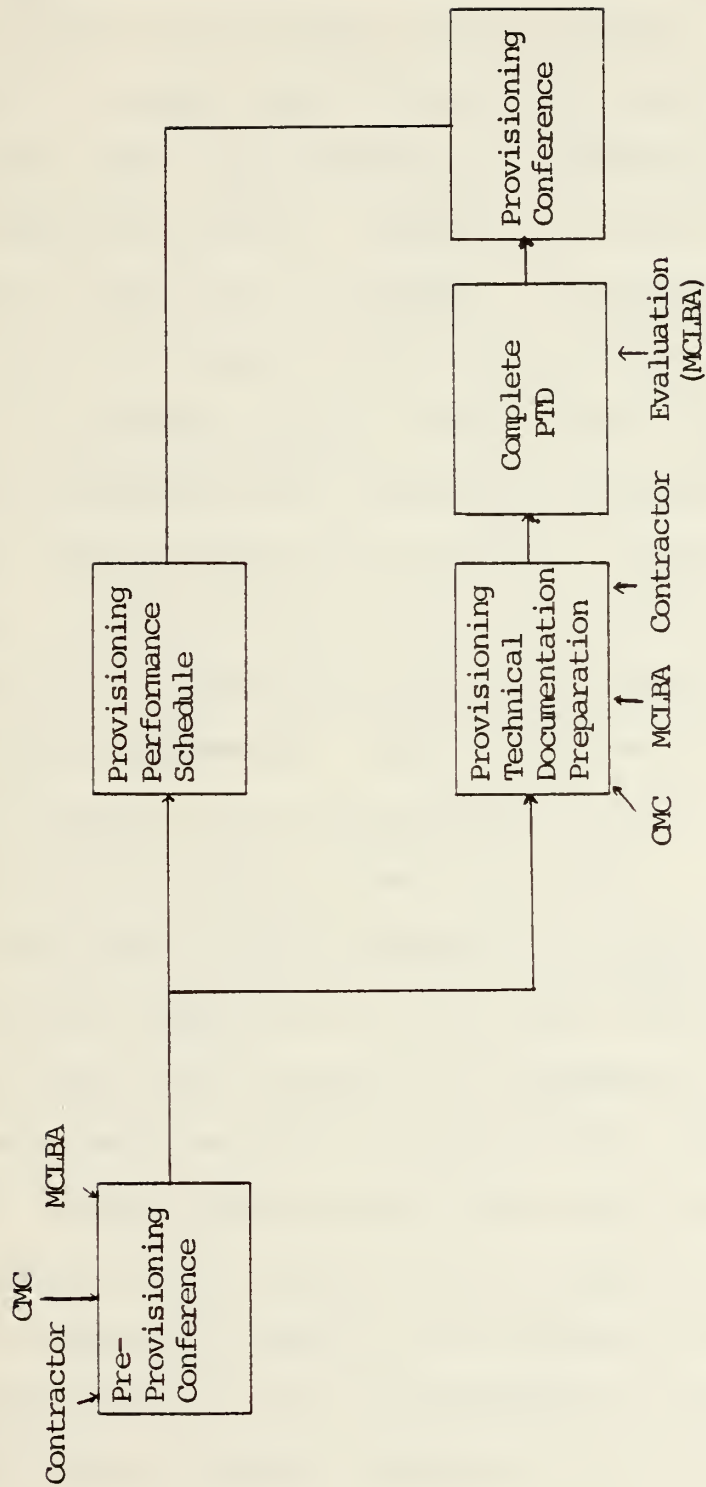 Contractor
CMC
MCLBA
Pre-
Provisioning
Conference
Provisioning
Performance
Schedule
Provisioning
Technical
Documentation
Preparation
CMC
MCLBA
Contractor
Complete
PTD
Evaluation
(MCLBA)
Provisioning
Conference